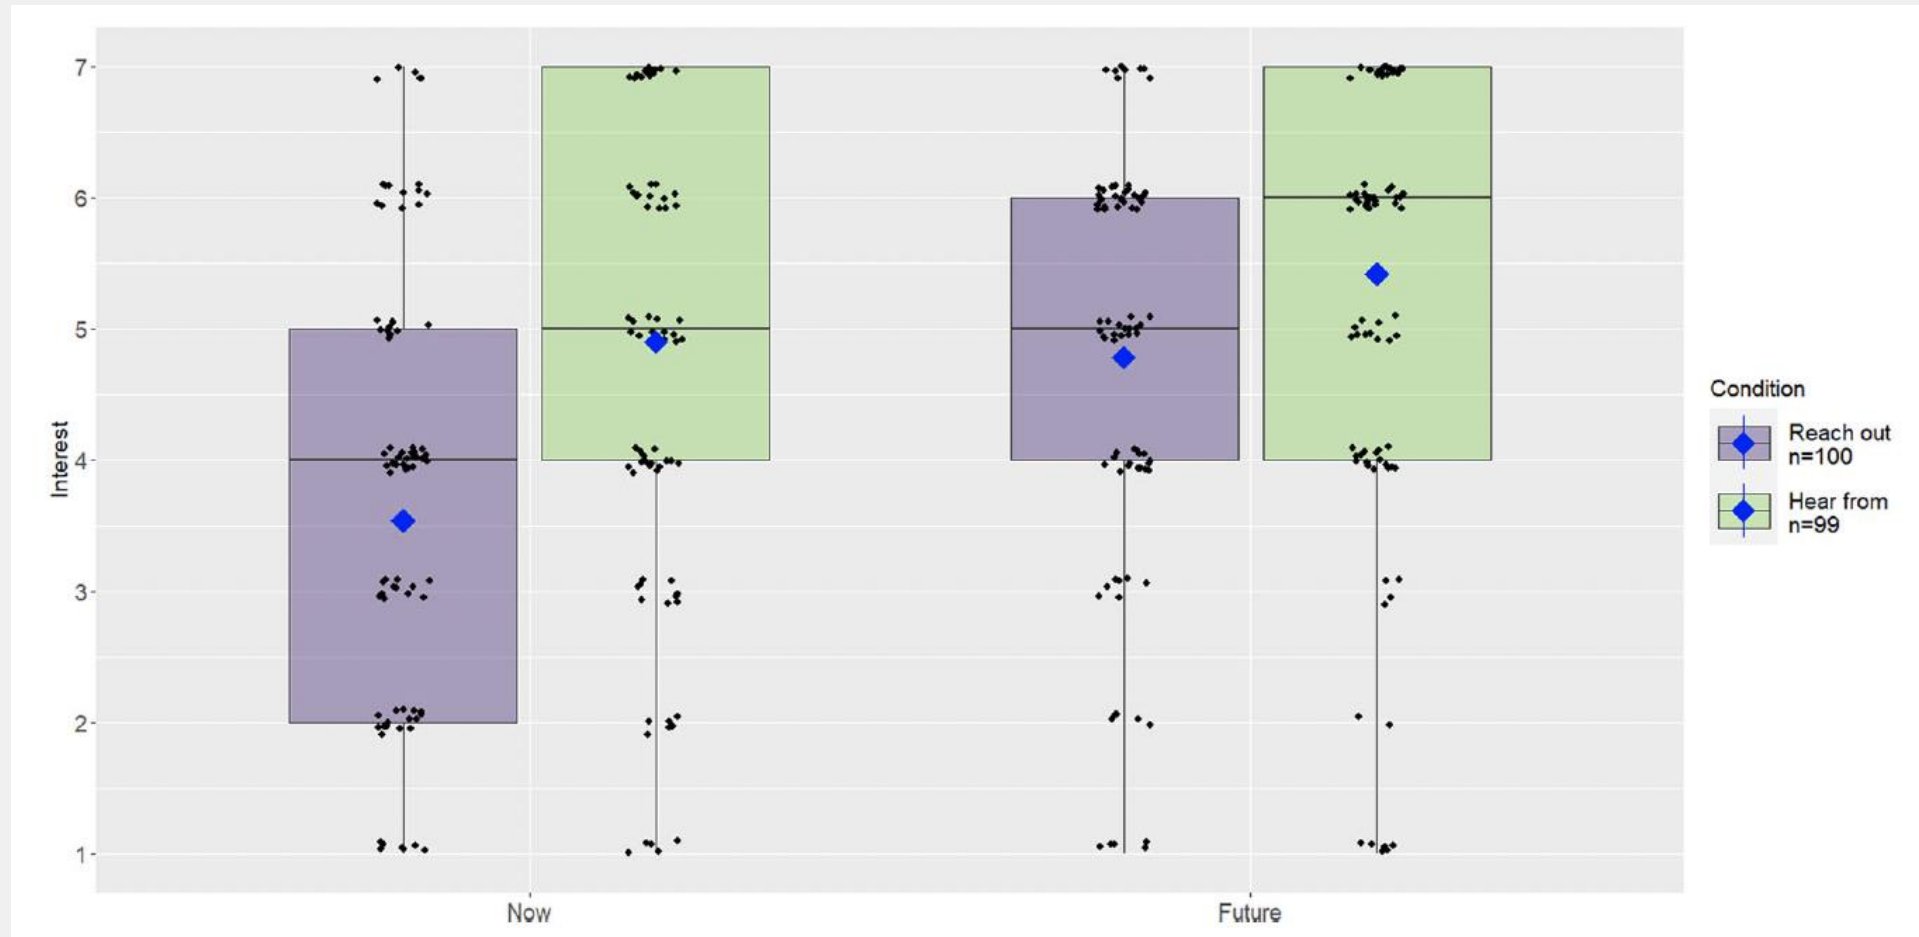 7
6
5
4
3
2
1
Interest
Now
Future
Condition
Reach out
n=100
Hear from
n=99